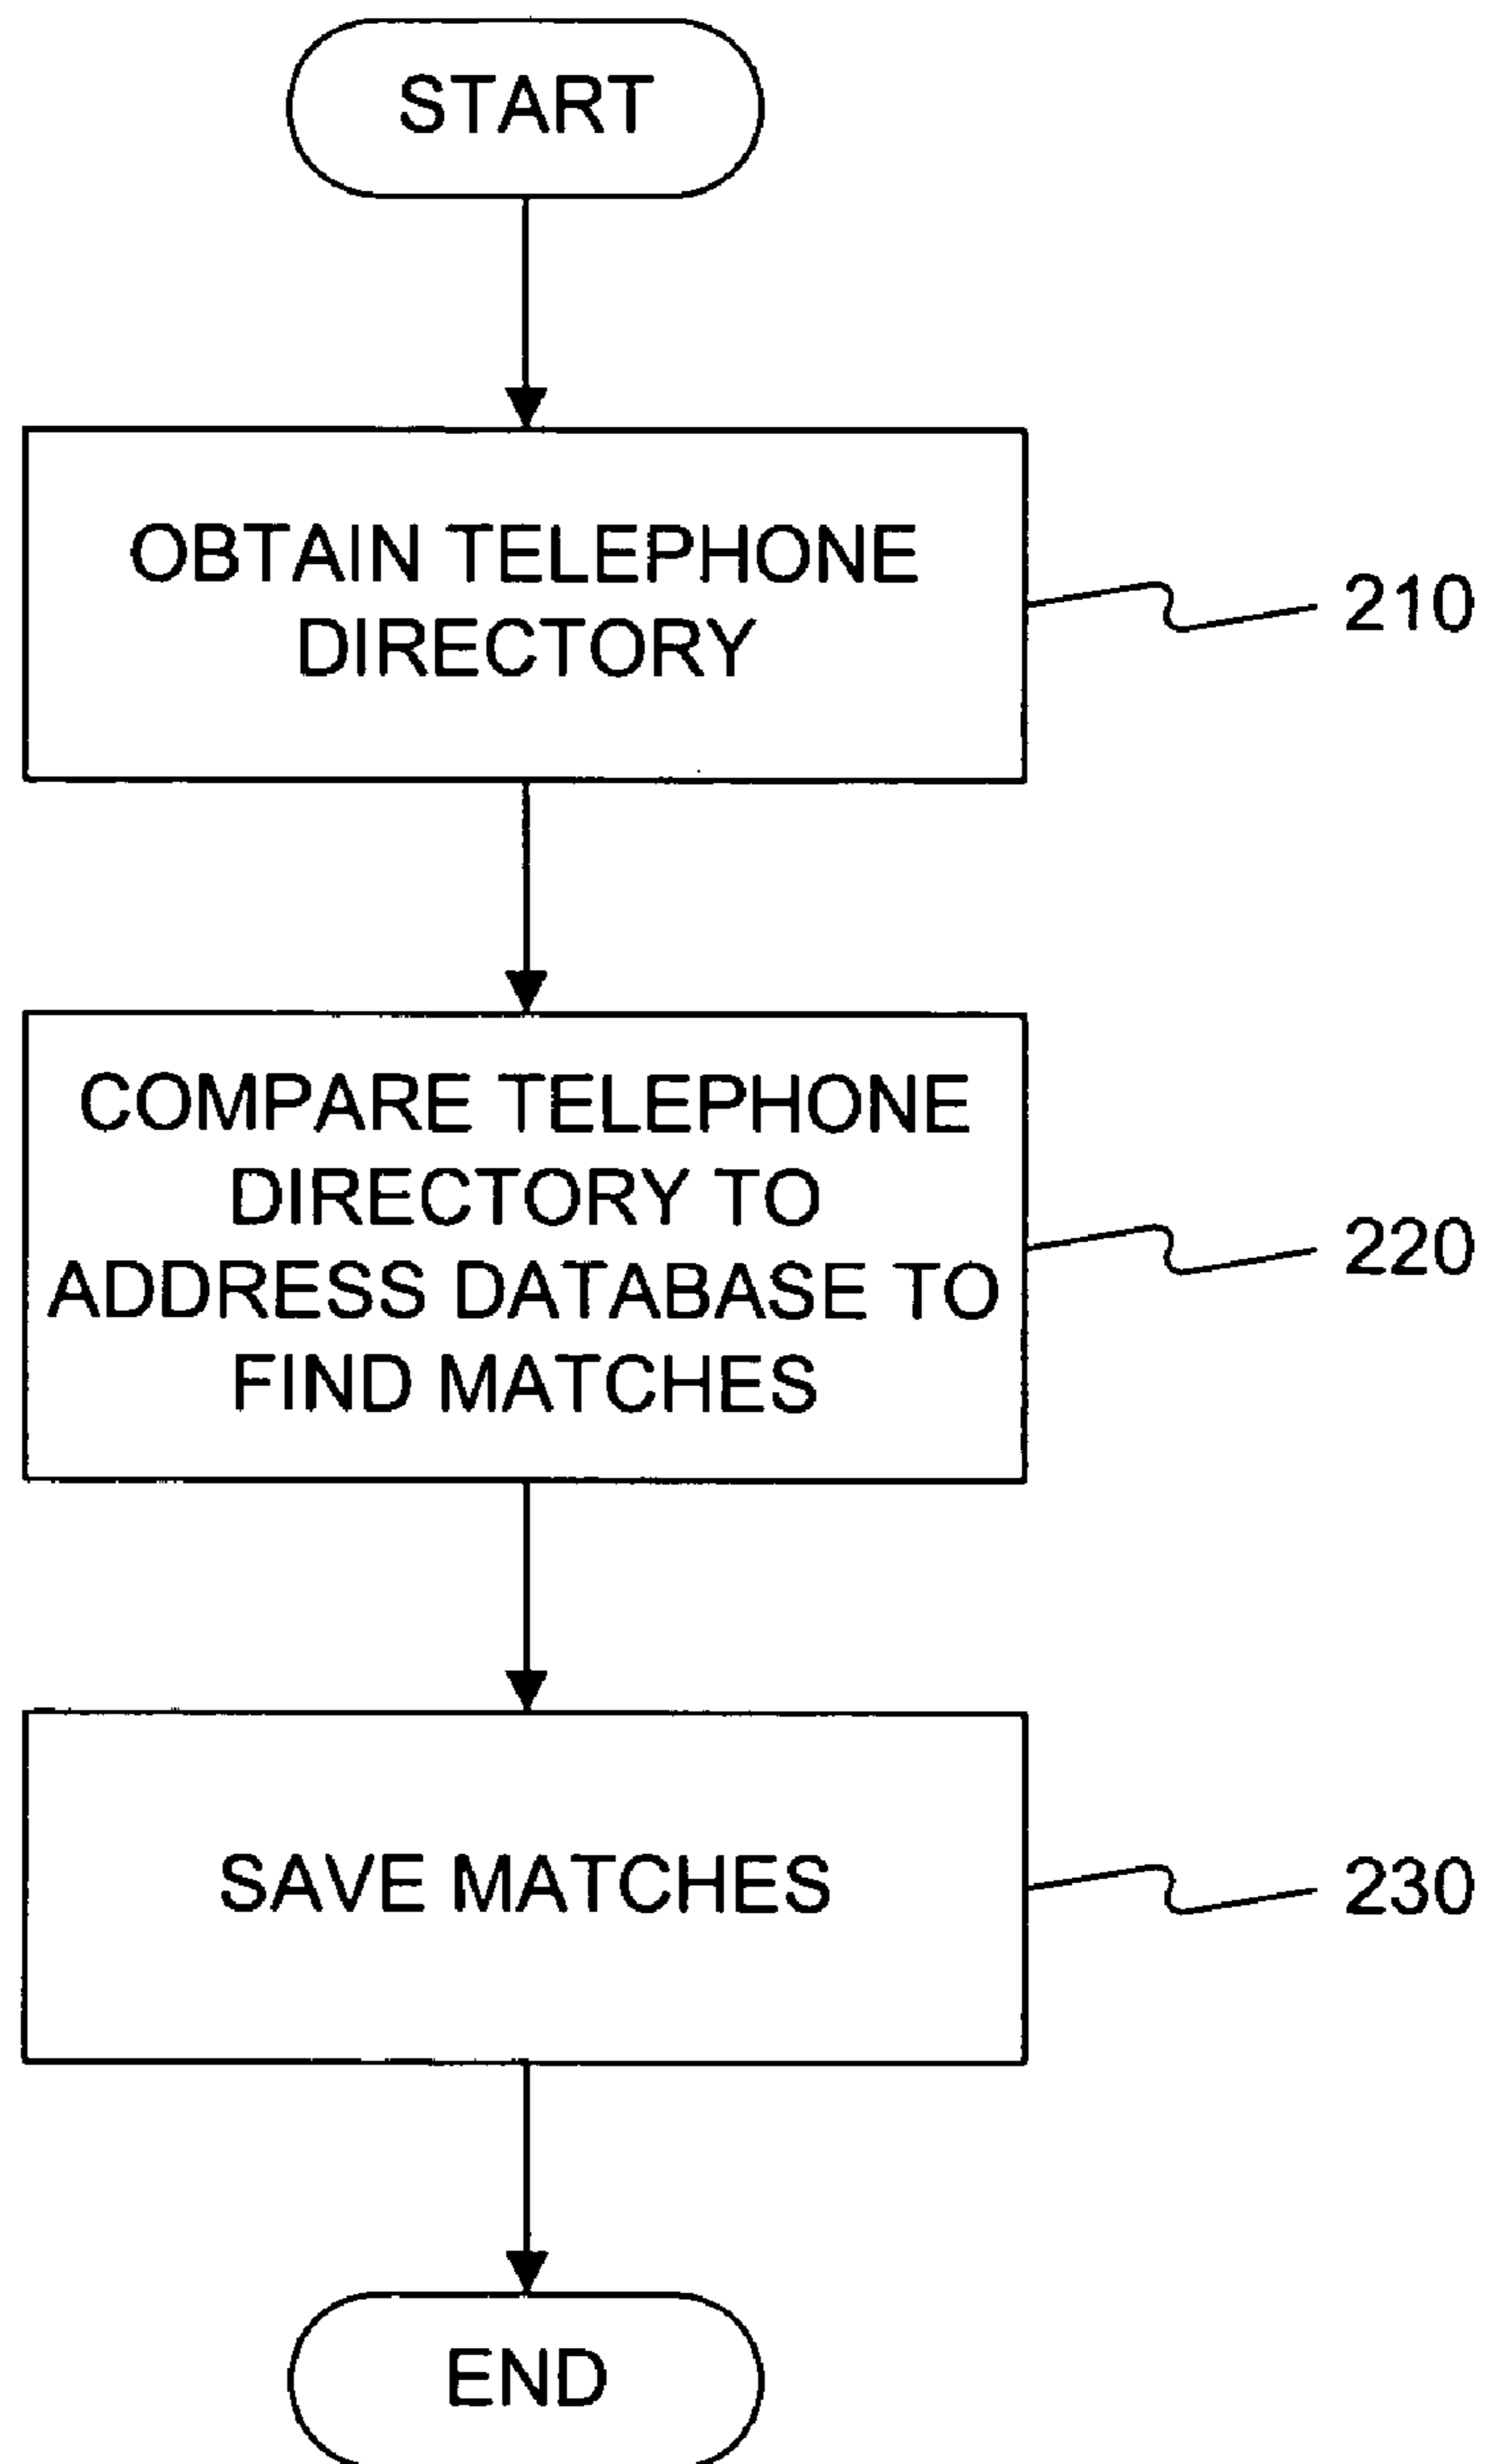 START
OBTAIN TELEPHONE
DIRECTORY
210
COMPARE TELEPHONE
DIRECTORY TO
ADDRESS DATABASE TO
FIND MATCHES
220
SAVE MATCHES
230
END